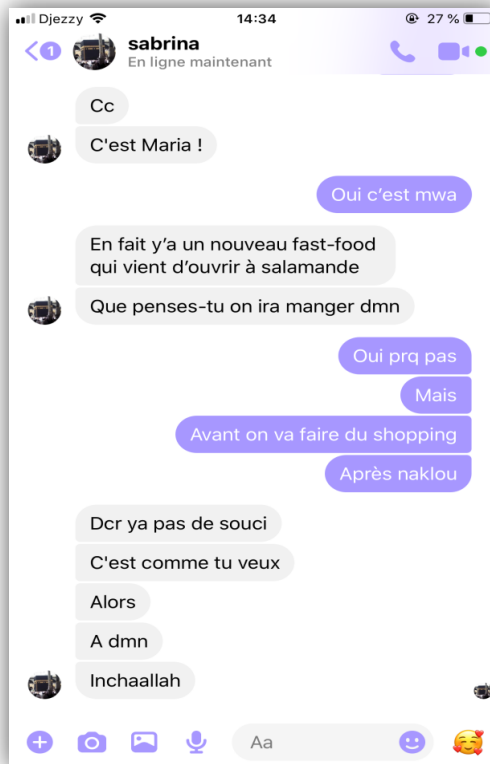 Djezzy 14:34 27 %
1 sabrina
En ligne maintenant
Cc
C'est Maria !
Oui c’est mwa
En fait y’a un nouveau fast-food
qui vient d’ouvrir à salamande
Que penses-tu on ira manger dmn
Oui prq pas
Mais
Avant on va faire du shopping
Après naklou
Dcr ya pas de souci
C'est comme tu veux
Alors
A dmn
Inchaallah
Aa